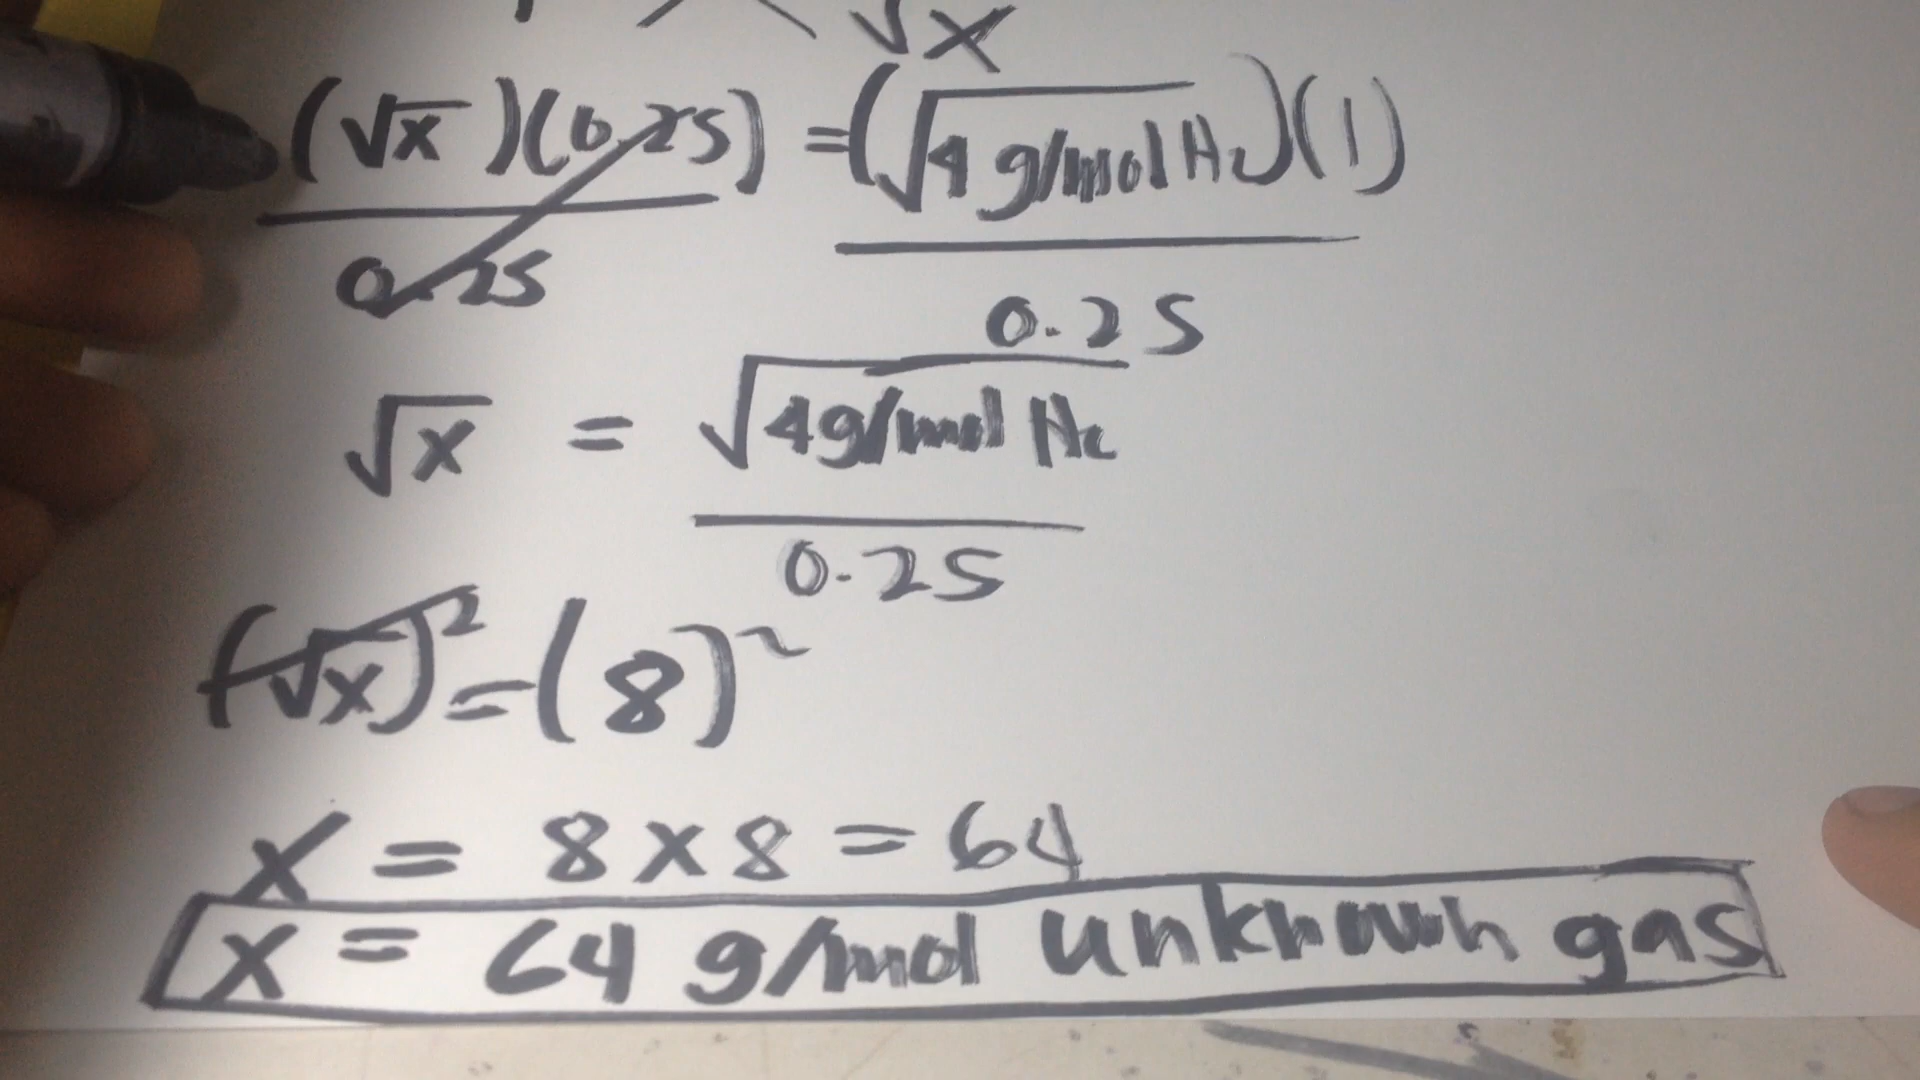 √x
(√x)(0.25) = (√4 g/mol He)(1)
0.25 0.25
√x = √4g/mol He
0.25
(√x)² = (8)²
x = 8 x 8 = 64
x = 64 g/mol unknown gas